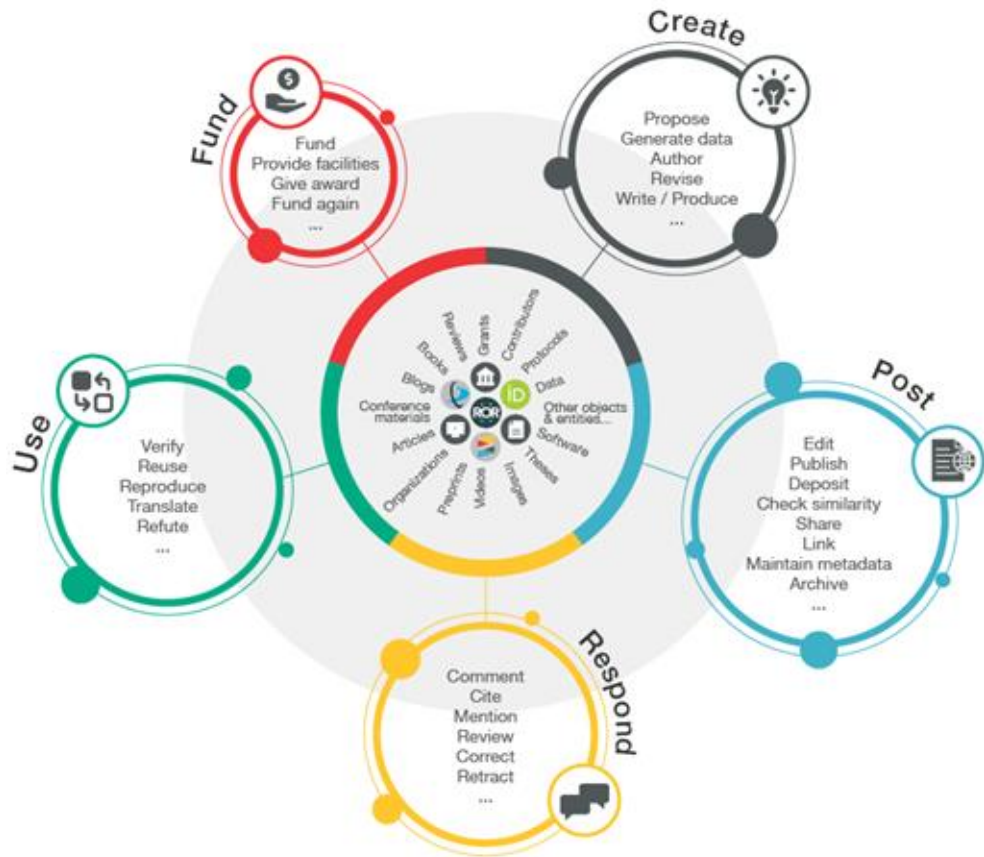 Fund
Fund
Provide facilities
Give award
Fund again
...
Create
Propose
Generate data
Author
Revise
Write / Produce
...
Post
Edit
Publish
Deposit
Check similarity
Share
Link
Maintain metadata
Archive
...
Respond
Comment
Cite
Mention
Review
Correct
Retract
...
Use
Verify
Reuse
Reproduce
Translate
Refute
...
Grants
Contributors
Protocols
Data
Other objects
& entities...
Software
Theses
Images
Videos
Preprints
Organizations
Articles
Conference
materials
Blogs
Books
Reviews
iD
ROR